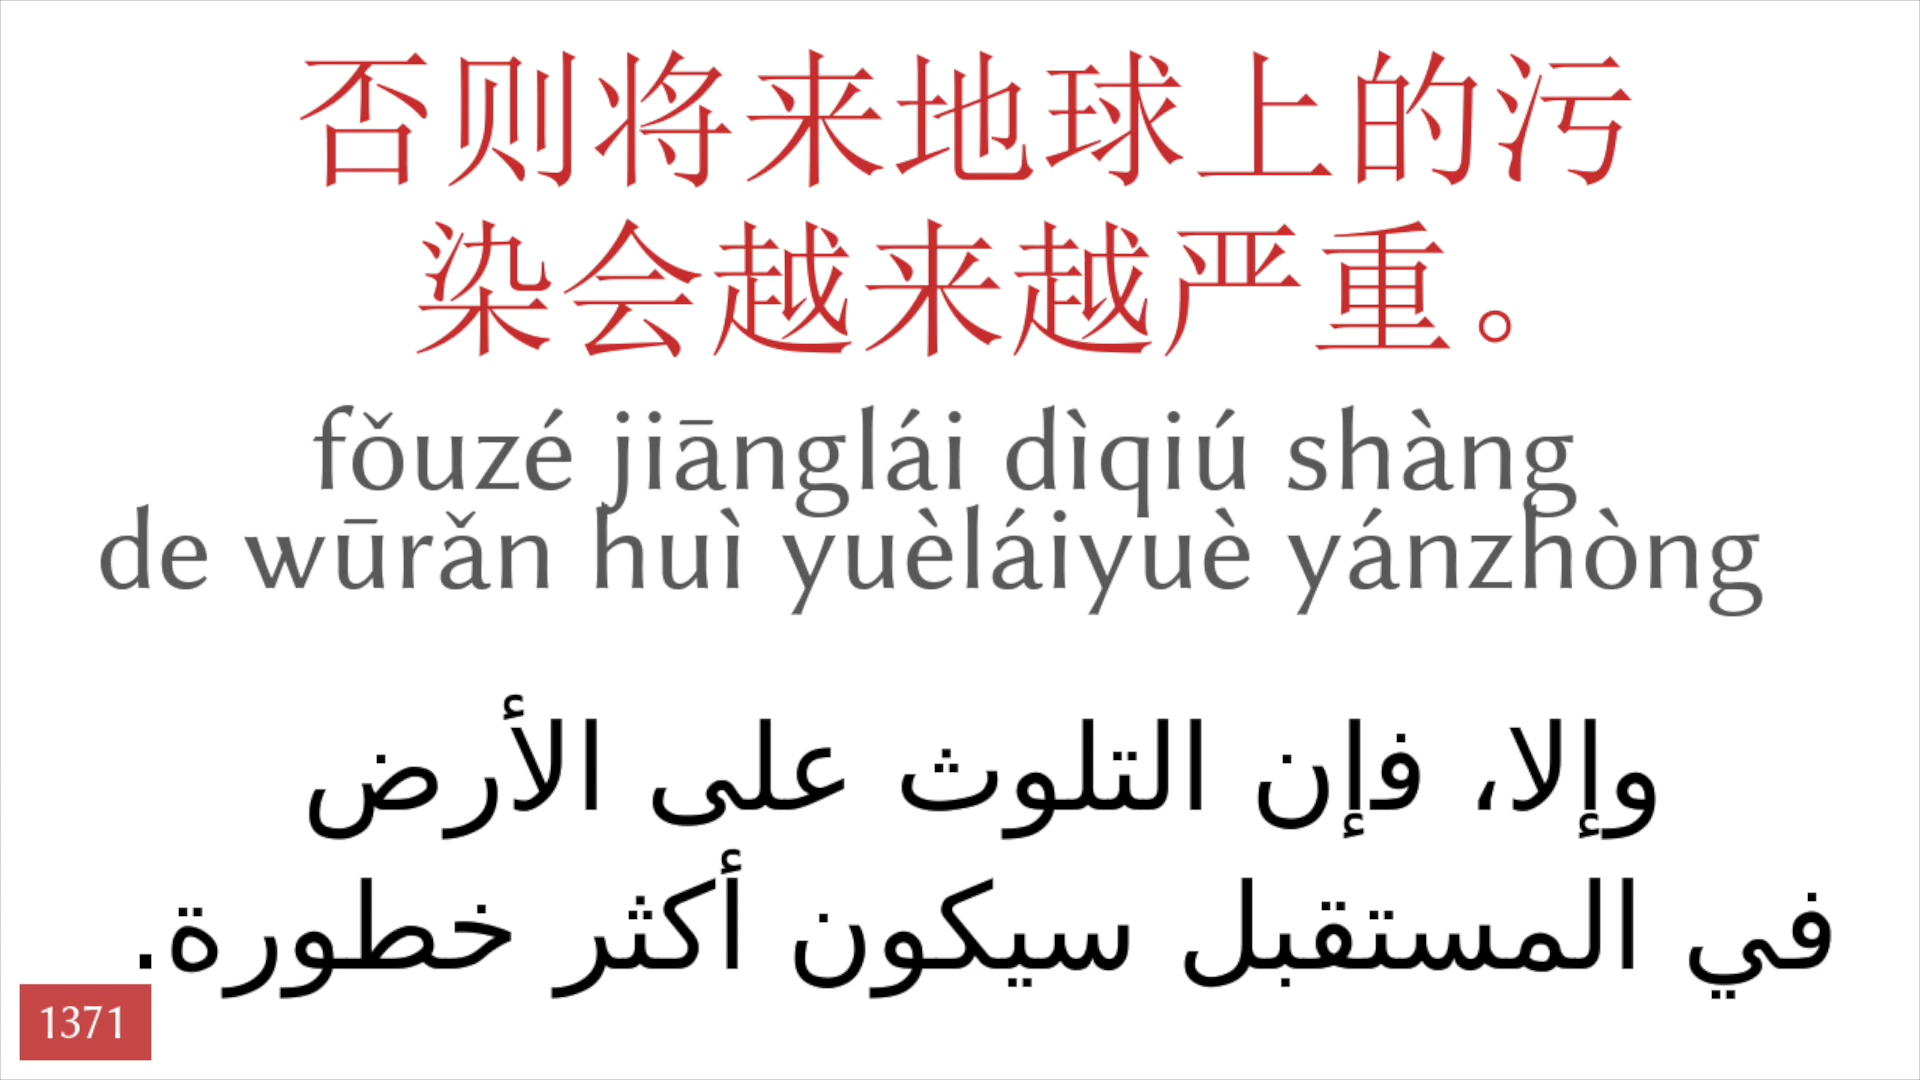 否则将来地球上的污
染会越来越严重。
fǒuzé jiānglái dìqiú shàng
de wūrǎn huì yuèláiyuè yánzhòng
وإلا، فإن التلوث على الأرض
في المستقبل سيكون أكثر خطورة.
1371